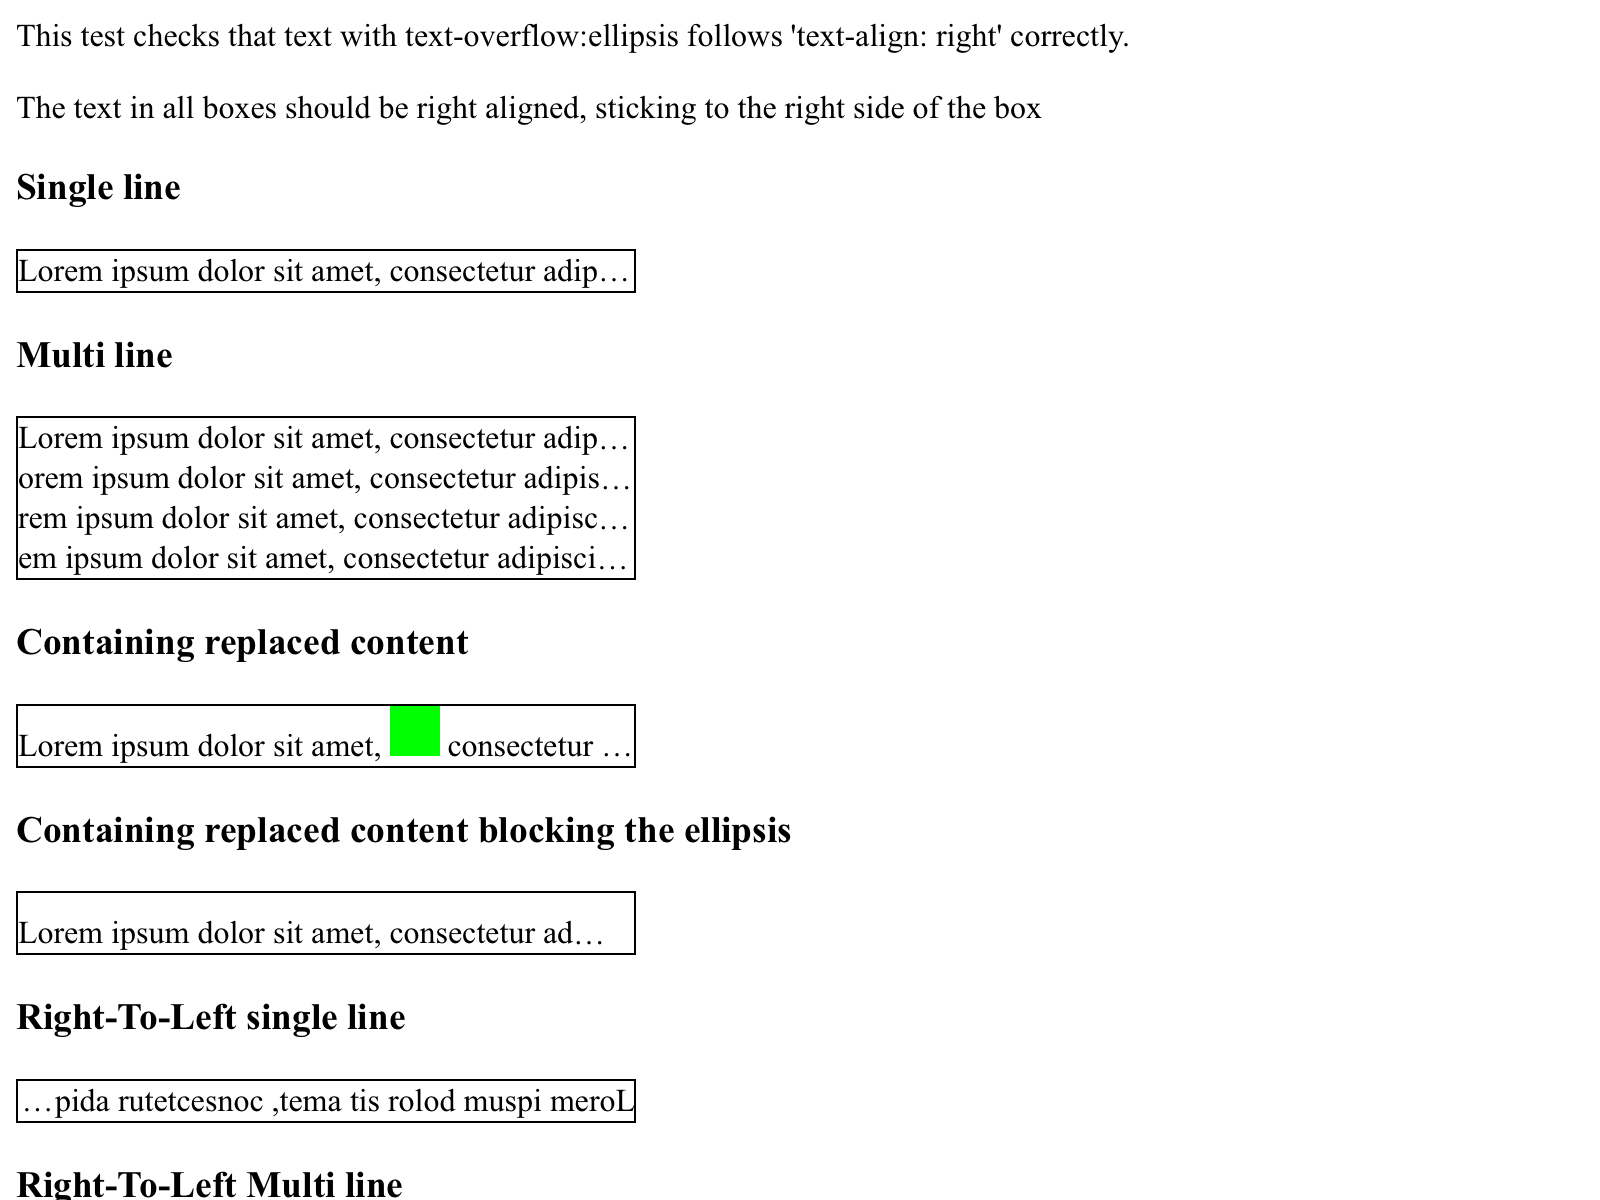 This test checks that text with text-overflow:ellipsis follows 'text-align: right' correctly.
The text in all boxes should be right aligned, sticking to the right side of the box
Single line
Lorem ipsum dolor sit amet, consectetur adip…
Multi line
Lorem ipsum dolor sit amet, consectetur adip…
orem ipsum dolor sit amet, consectetur adipis…
rem ipsum dolor sit amet, consectetur adipisc…
em ipsum dolor sit amet, consectetur adipisci…
Containing replaced content
Lorem ipsum dolor sit amet, consectetur …
Containing replaced content blocking the ellipsis
Lorem ipsum dolor sit amet, consectetur ad…
Right-To-Left single line
…pida rutetcesnoc ,tema tis rolod muspi meroL
Right-To-Left Multi line